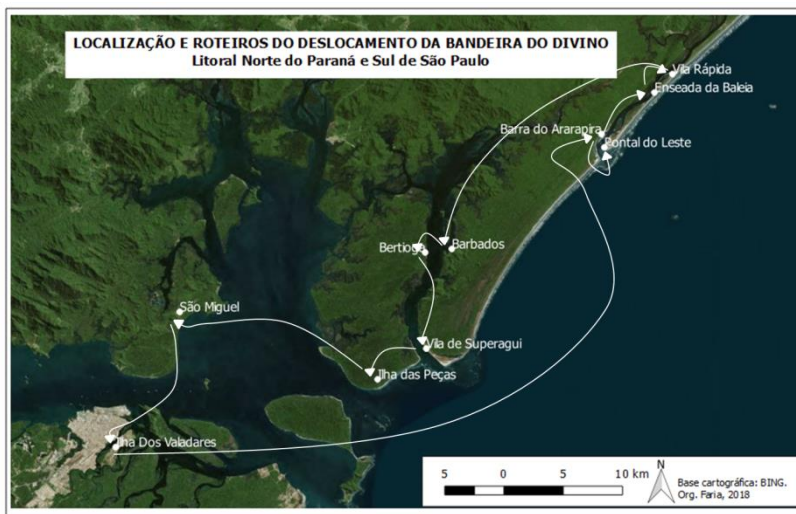 LOCALIZAÇÃO E ROTEIROS DO DESLOCAMENTO DA BANDEIRA DO DIVINO
Litoral Norte do Paraná e Sul de São Paulo
Vila Rápida
Enseada da Baleia
Barra do Ararapira
Pontal do Leste
Bertioga
Barbados
São Miguel
Vila de Superagui
Ilha das Peças
Ilha Dos Valadares
5 0 5 10 km
N
Base cartográfica: BING.
Org. Faria, 2018